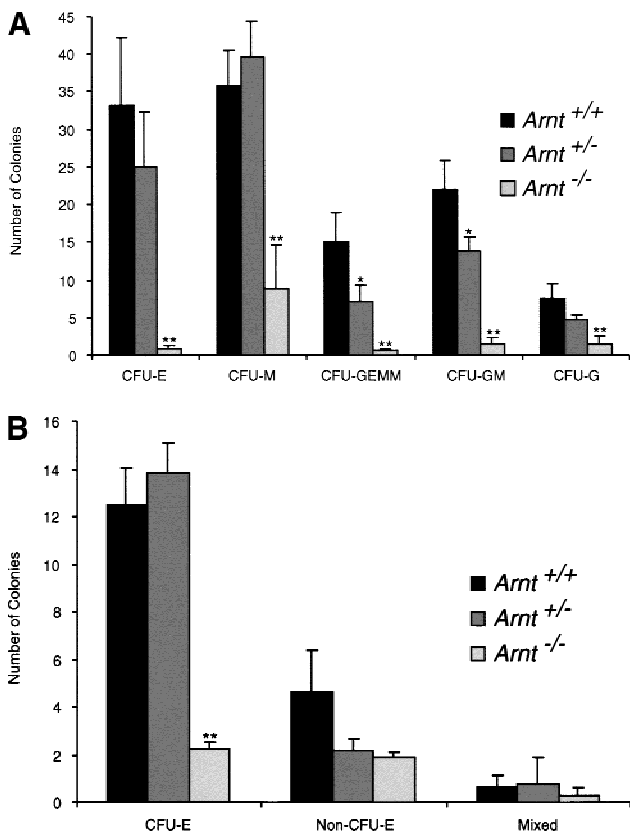 A
45
40
35
30
25
20
15
10
5
0
Number of Colonies
Arnt +/+
Arnt +/-
Arnt -/-
**
**
*
**
*
**
**
CFU-E CFU-M CFU-GEMM CFU-GM CFU-G
B
16
14
12
10
8
6
4
2
0
Number of Colonies
Arnt +/+
Arnt +/-
Arnt -/-
**
CFU-E Non-CFU-E Mixed